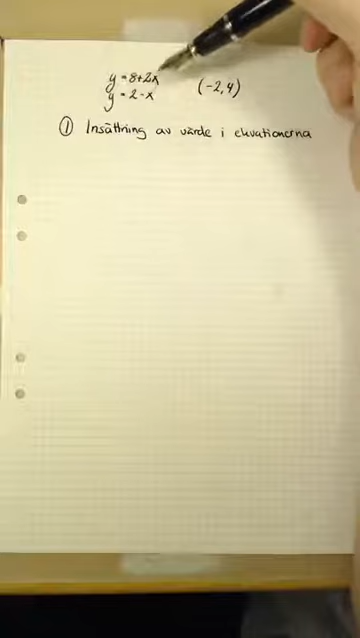 y = 8+2x
y = 2-x (-2,4)
① Insättning av värde i ekvationerna